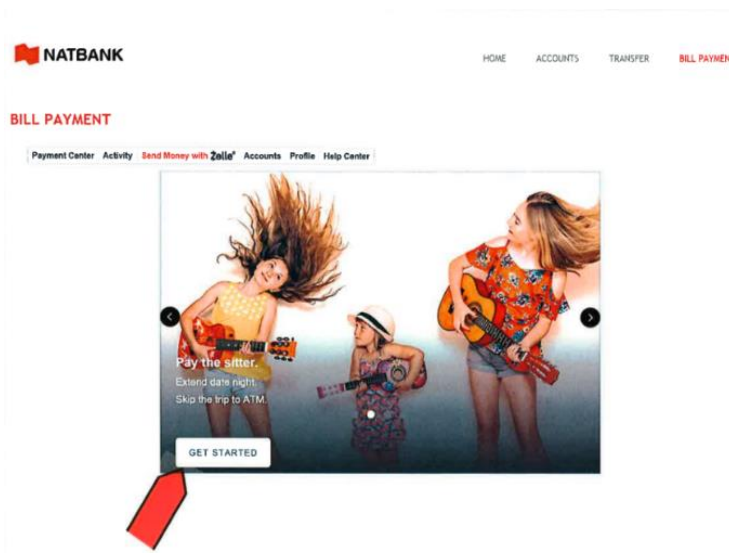 NATBANK
HOME ACCOUNTS TRANSFER BILL PAYMEN
BILL PAYMENT
Payment Center Activity Send Money with Zelle® Accounts Profile Help Center
Pay the sitter.
Extend date night.
Skip the trip to ATM.
GET STARTED